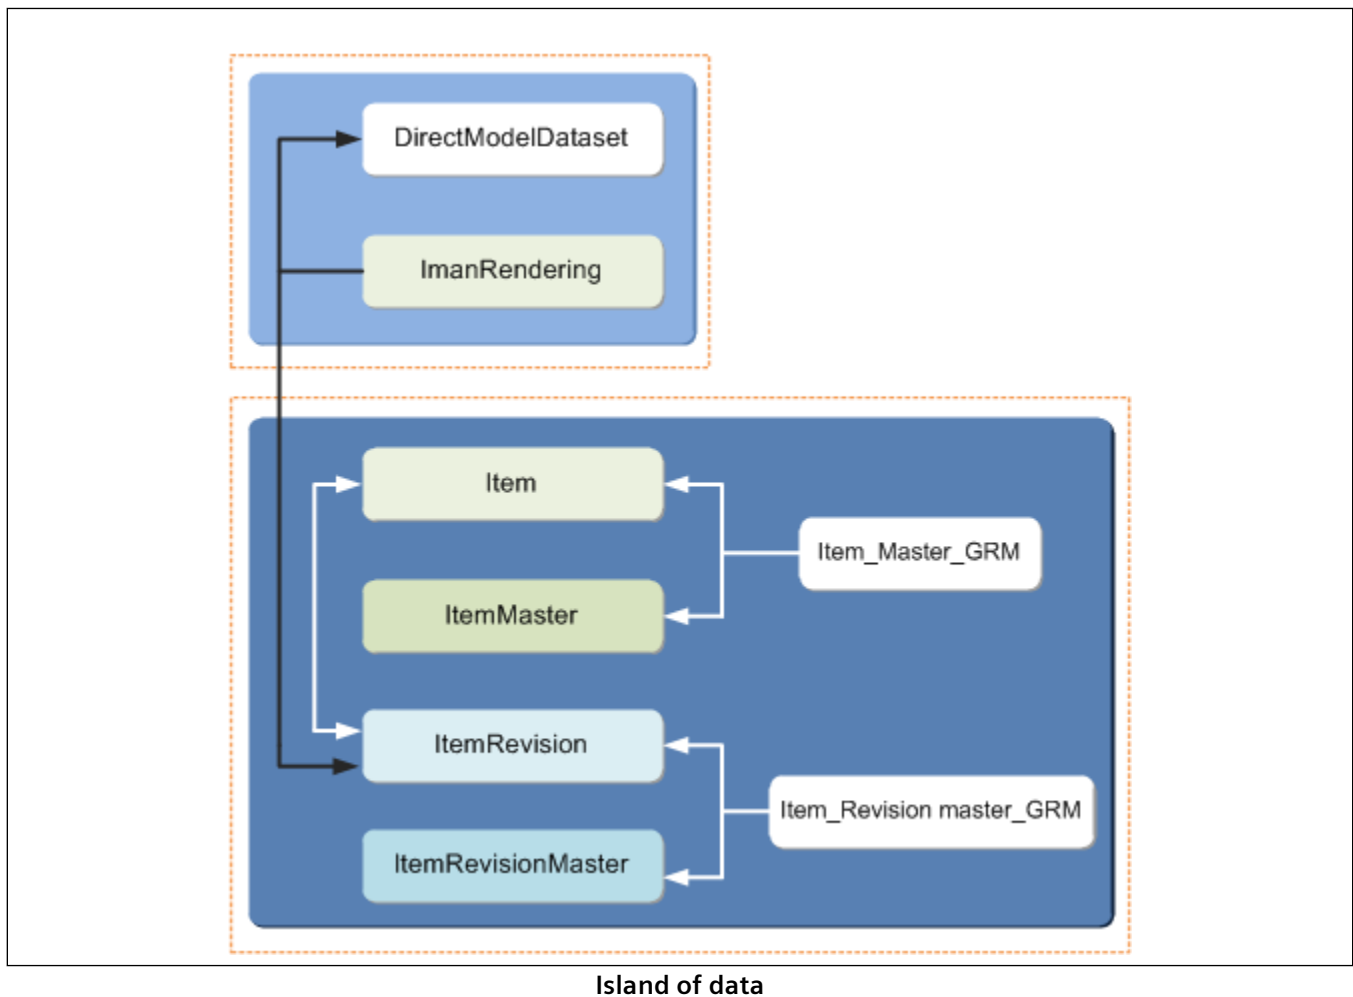 DirectModelDataset
ImanRendering
Item
Item_Master_GRM
ItemMaster
ItemRevision
Item_Revision master_GRM
ItemRevisionMaster
Island of data